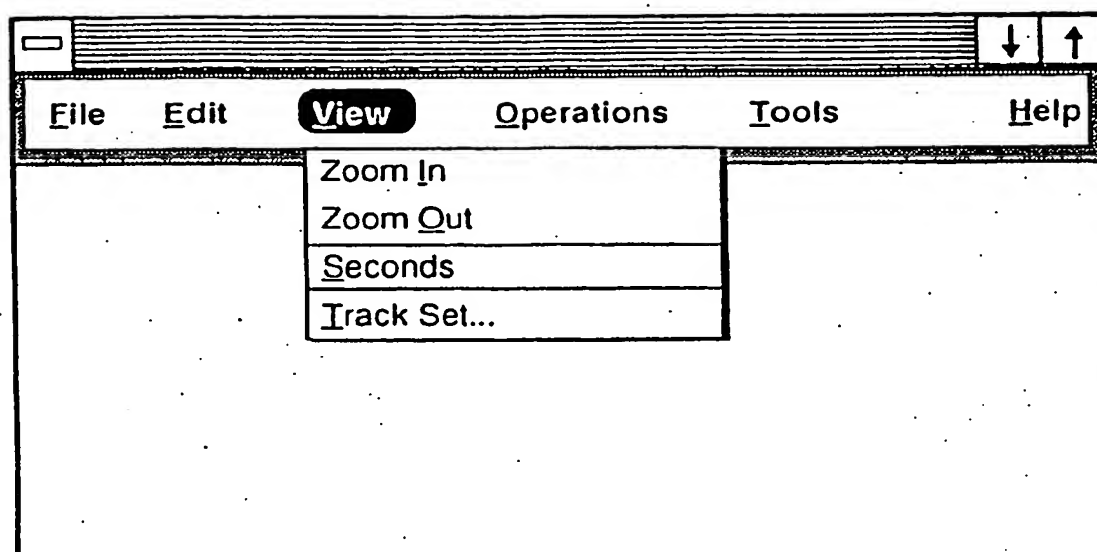 File Edit View Operations Tools Help
Zoom In
Zoom Out
Seconds
Track Set...